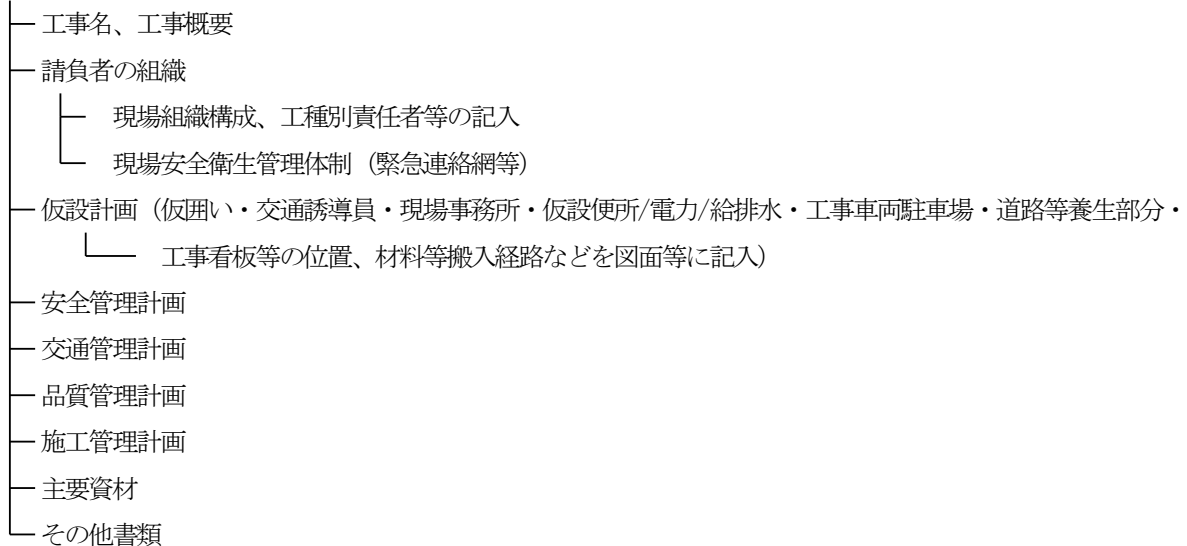 工事名、工事概要
請負者の組織
現場組織構成、工種別責任者等の記入
現場安全衛生管理体制（緊急連絡網等）
仮設計画（仮囲い・交通誘導員・現場事務所・仮設便所/電力/給排水・工事車両駐車場・道路等養生部分・
工事看板等の位置、材料等搬入経路などを図面等に記入）
安全管理計画
交通管理計画
品質管理計画
施工管理計画
主要資材
その他書類